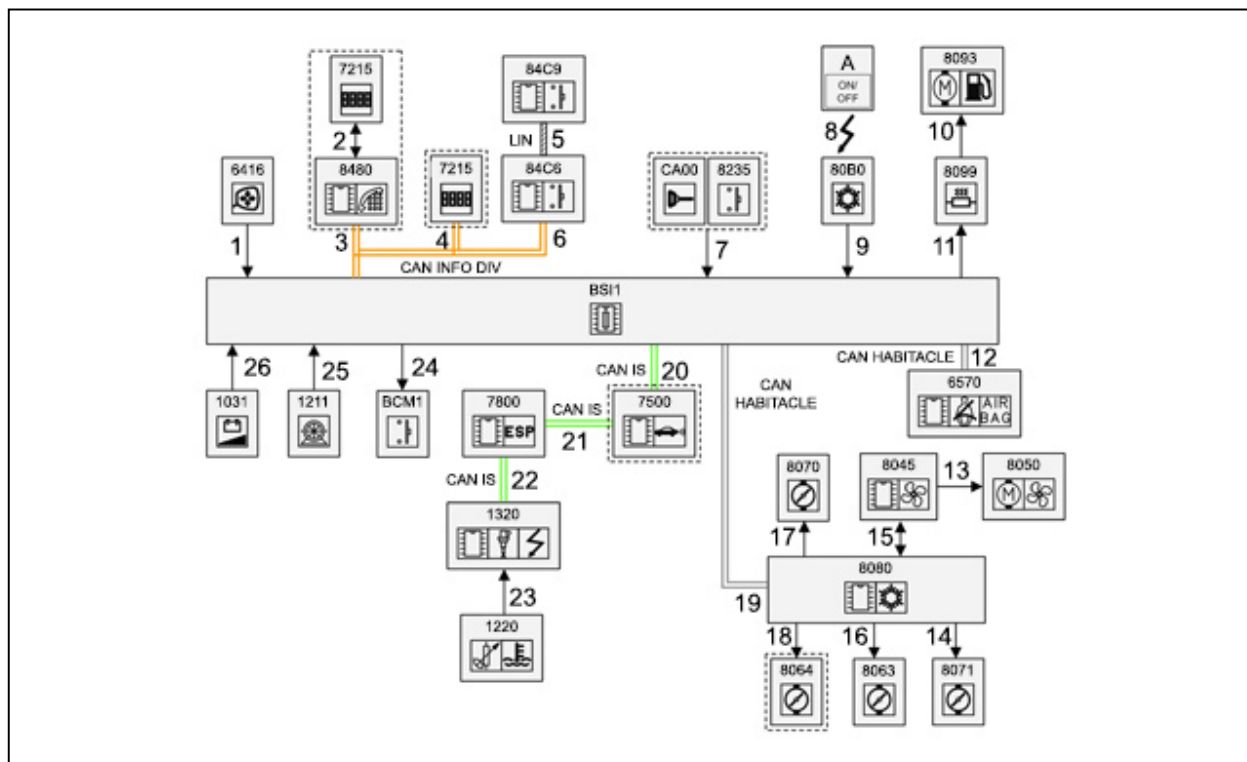 7215
84C9
A
ON/
OFF
8093
M
2
LIN
5
8
10
6416
8480
7215
84C6
CA00
8235
80B0
8099
1
3
4
6
7
9
11
CAN INFO DIV
BSI1
26
25
24
CAN IS
20
CAN
HABITACLE
CAN HABITACLE
12
1031
1211
BCM1
7800
ESP
CAN IS
21
7500
6570
AIR
BAG
CAN IS
22
8070
8045
13
8050
M
1320
17
15
23
8080
19
1220
18
16
14
8064
8063
8071